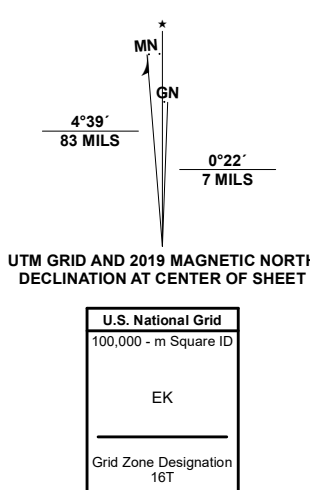 ★
MN
GN
4°39´
83 MILS
0°22´
7 MILS
UTM GRID AND 2019 MAGNETIC NORTH
DECLINATION AT CENTER OF SHEET
U.S. National Grid
100,000 - m Square ID
EK
Grid Zone Designation
16T